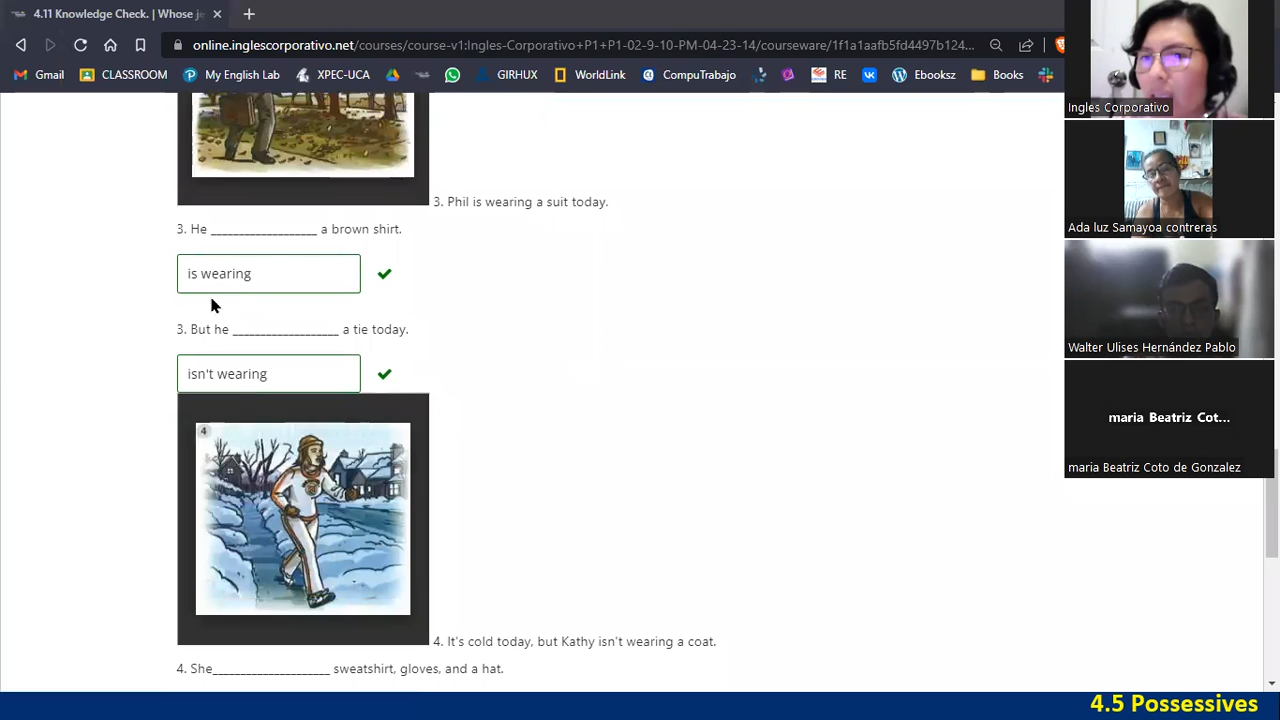 4.11 Knowledge Check. | Whose je
online.inglescorporativo.net/courses/course-v1:Ingles-Corporativo+P1+P1-02-9-10-PM-04-23-14/courseware/1f1a1aafb5fd4497b124...
Gmail CLASSROOM My English Lab XPEC-UCA GIRHUX WorldLink CompuTrabajo RE Ebooksz Books
Ingles Corporativo
Ada luz Samayoa contreras
Walter Ulises Hernández Pablo
maria Beatriz Cot...
maria Beatriz Coto de Gonzalez
3. Phil is wearing a suit today.
3. He __________________ a brown shirt.
is wearing
3. But he __________________ a tie today.
isn't wearing
4
4. It's cold today, but Kathy isn't wearing a coat.
4. She____________________ sweatshirt, gloves, and a hat.
4.5 Possessives